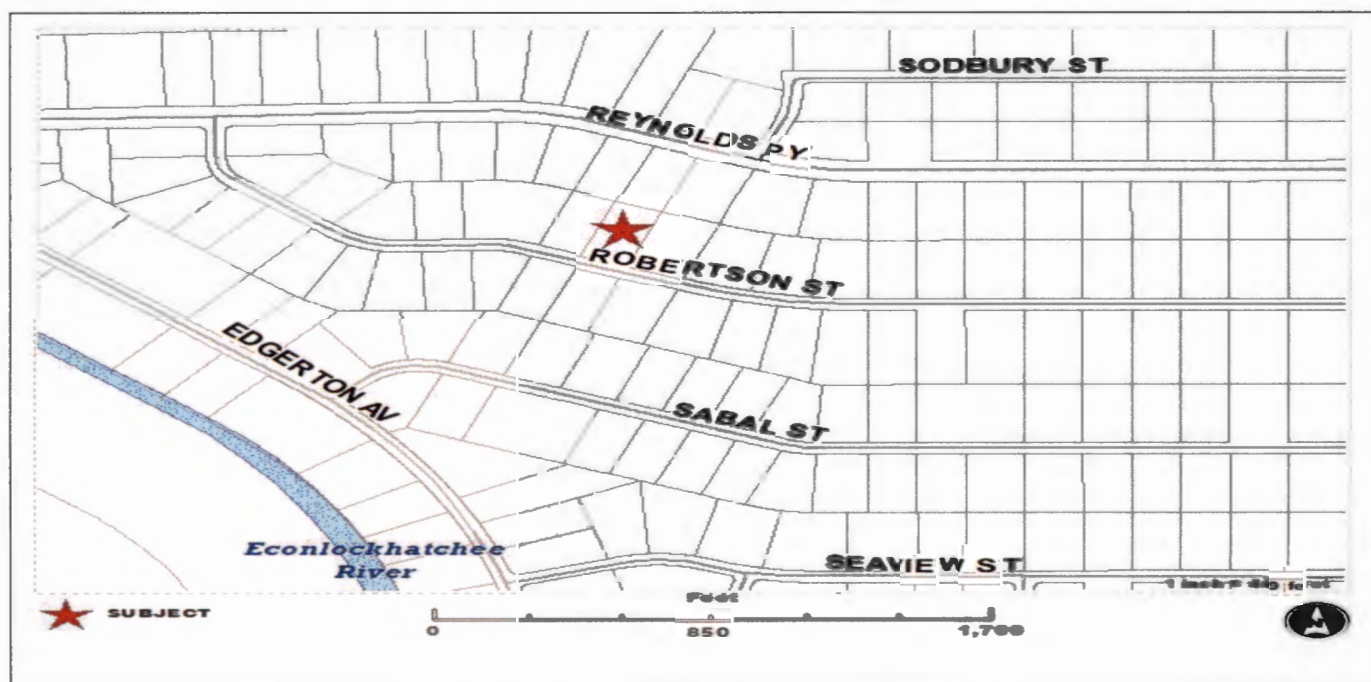 SODBURY ST
REYNOLDS PY
ROBERTSON ST
EDGERTON AV
SABAL ST
Econlockhatchee
River
SEAVIEW ST
SUBJECT
Feet
0 850 1,700